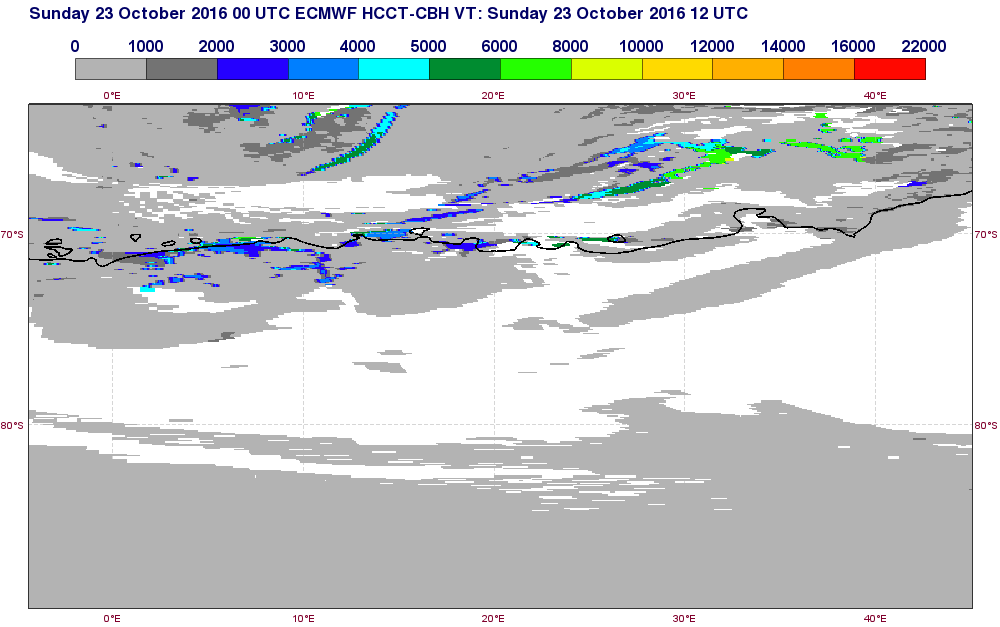 Sunday 23 October 2016 00 UTC ECMWF HCCT-CBH VT: Sunday 23 October 2016 12 UTC
0 1000 2000 3000 4000 5000 6000 8000 10000 12000 14000 16000 22000
0°E 10°E 20°E 30°E 40°E
70°S 70°S
80°S 80°S
0°E 10°E 20°E 30°E 40°E